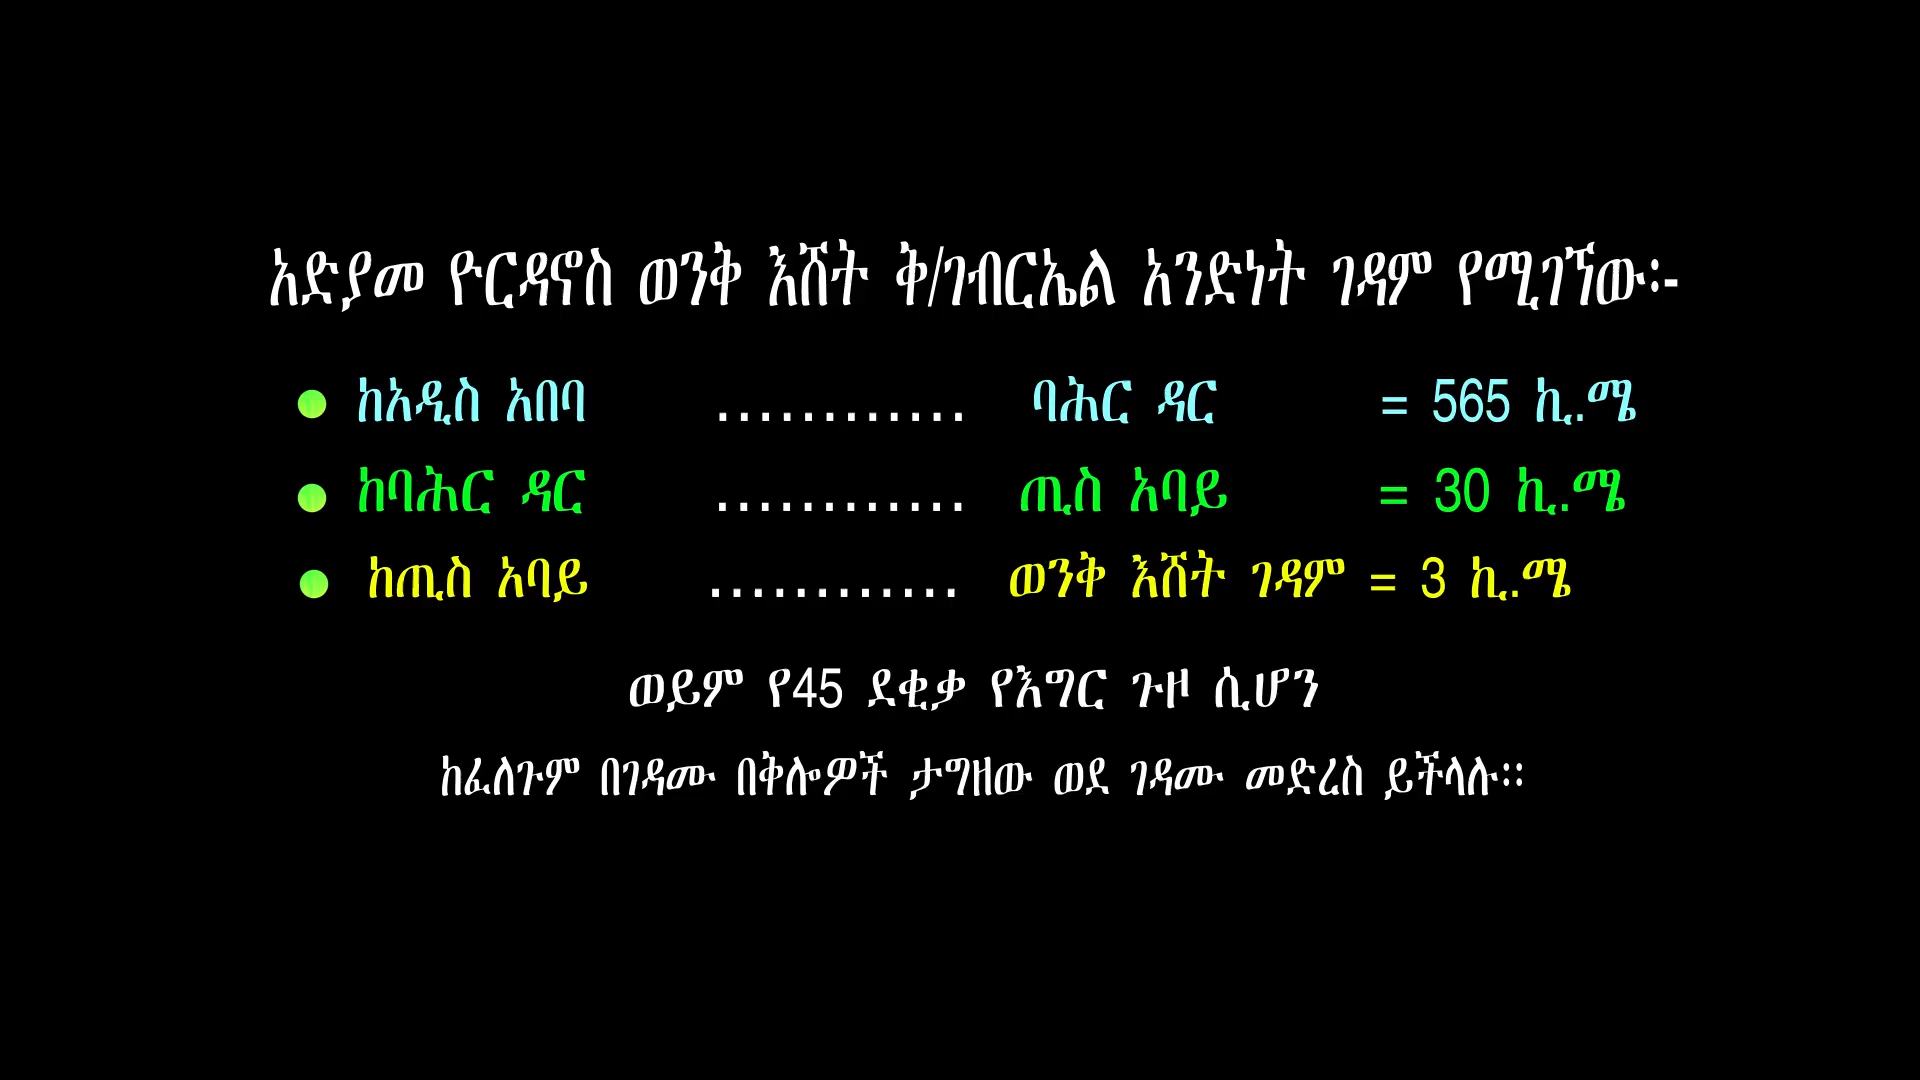 አድያመ ዮርዳኖስ ወንቅ እሸት ቅ/ገብርኤል አንድነት ገዳም የሚገኘው፡-
● ከአዲስ አበባ ............ ባሕር ዳር = 565 ኪ.ሜ
● ከባሕር ዳር ............ ጢስ አባይ = 30 ኪ.ሜ
● ከጢስ አባይ ............ ወንቅ እሸት ገዳም = 3 ኪ.ሜ
ወይም የ45 ደቂቃ የእግር ጉዞ ሲሆን
ከፈለጉም በገዳሙ በቅሎዎች ታግዘው ወደ ገዳሙ መድረስ ይችላሉ፡፡